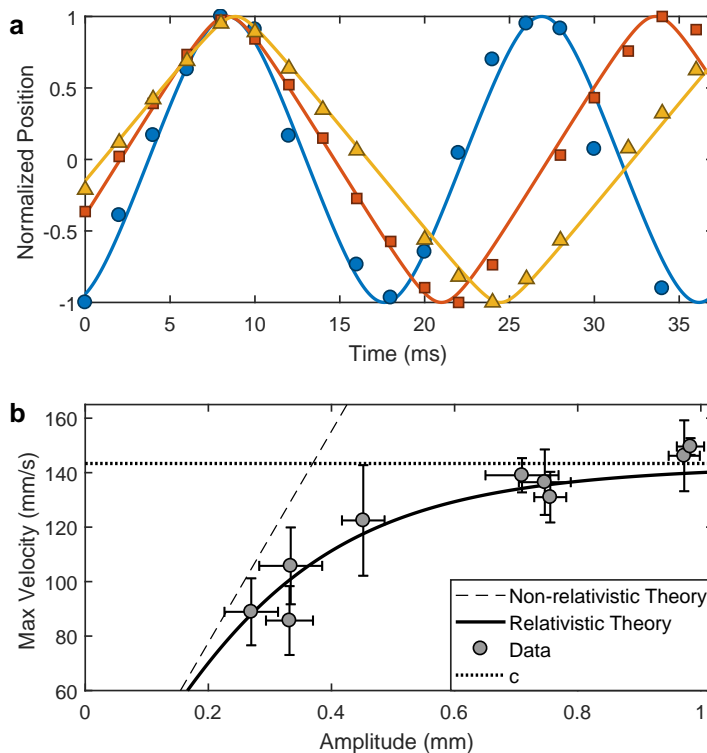 a
1
0.5
0
-0.5
-1
Normalized Position
0 5 10 15 20 25 30 35
Time (ms)
b
160
140
120
100
80
60
Max Velocity (mm/s)
Non-relativistic Theory
Relativistic Theory
Data
c
0 0.2 0.4 0.6 0.8 1
Amplitude (mm)